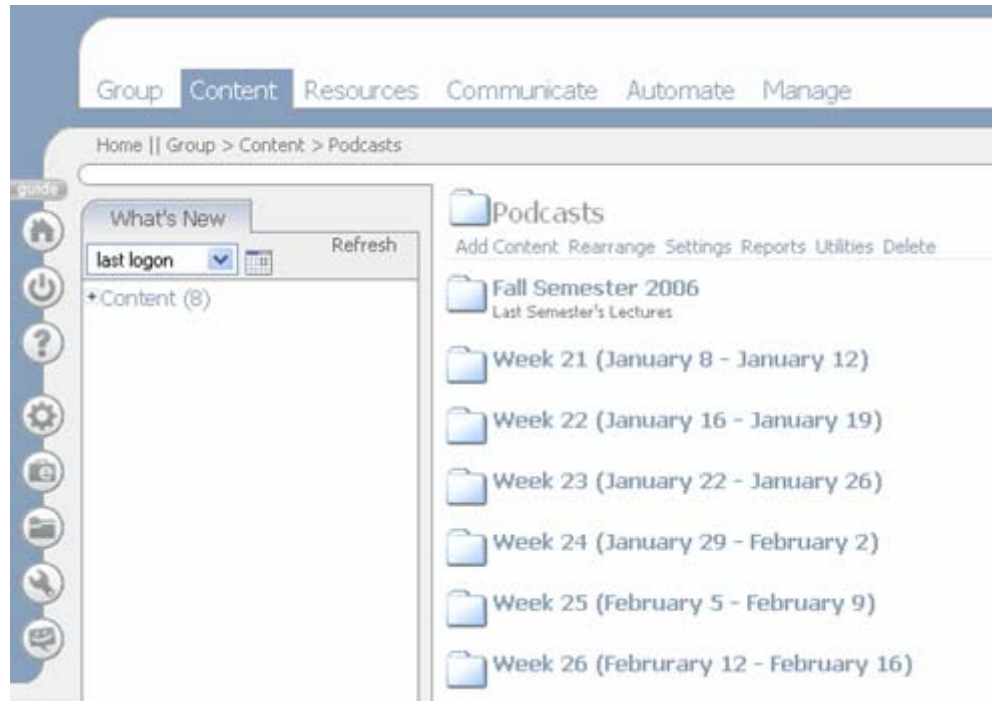 Group Content Resources Communicate Automate Manage
Home || Group > Content > Podcasts
guide
What's New
last logon
Refresh
Content (8)
Podcasts
Add Content Rearrange Settings Reports Utilities Delete
Fall Semester 2006
Last Semester's Lectures
Week 21 (January 8 - January 12)
Week 22 (January 16 - January 19)
Week 23 (January 22 - January 26)
Week 24 (January 29 - February 2)
Week 25 (February 5 - February 9)
Week 26 (Februrary 12 - February 16)